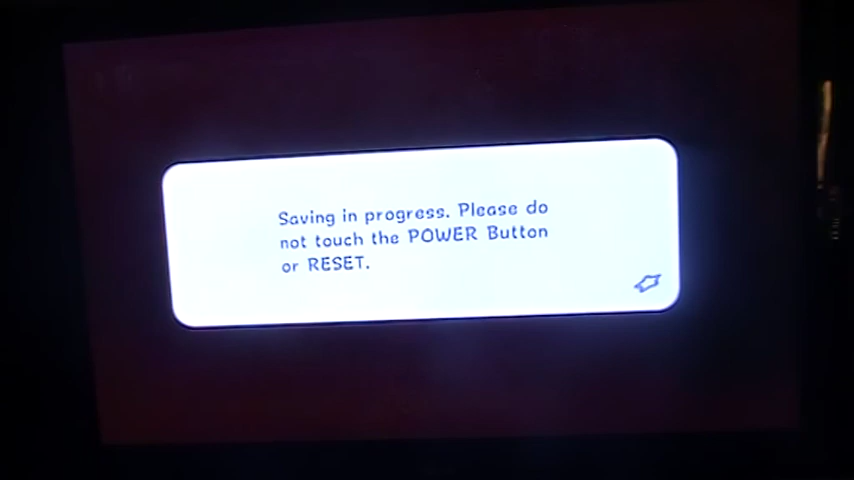 Saving in progress. Please do
not touch the POWER Button
or RESET.